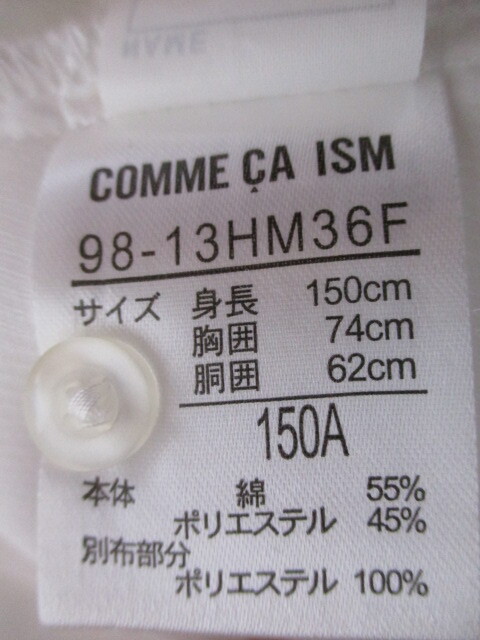 NAME
COMME ÇA ISM
98-13HM36F
サイズ 身長 150cm
胸囲 74cm
胴囲 62cm
150A
本体 綿 55%
ポリエステル 45%
別布部分
ポリエステル 100%